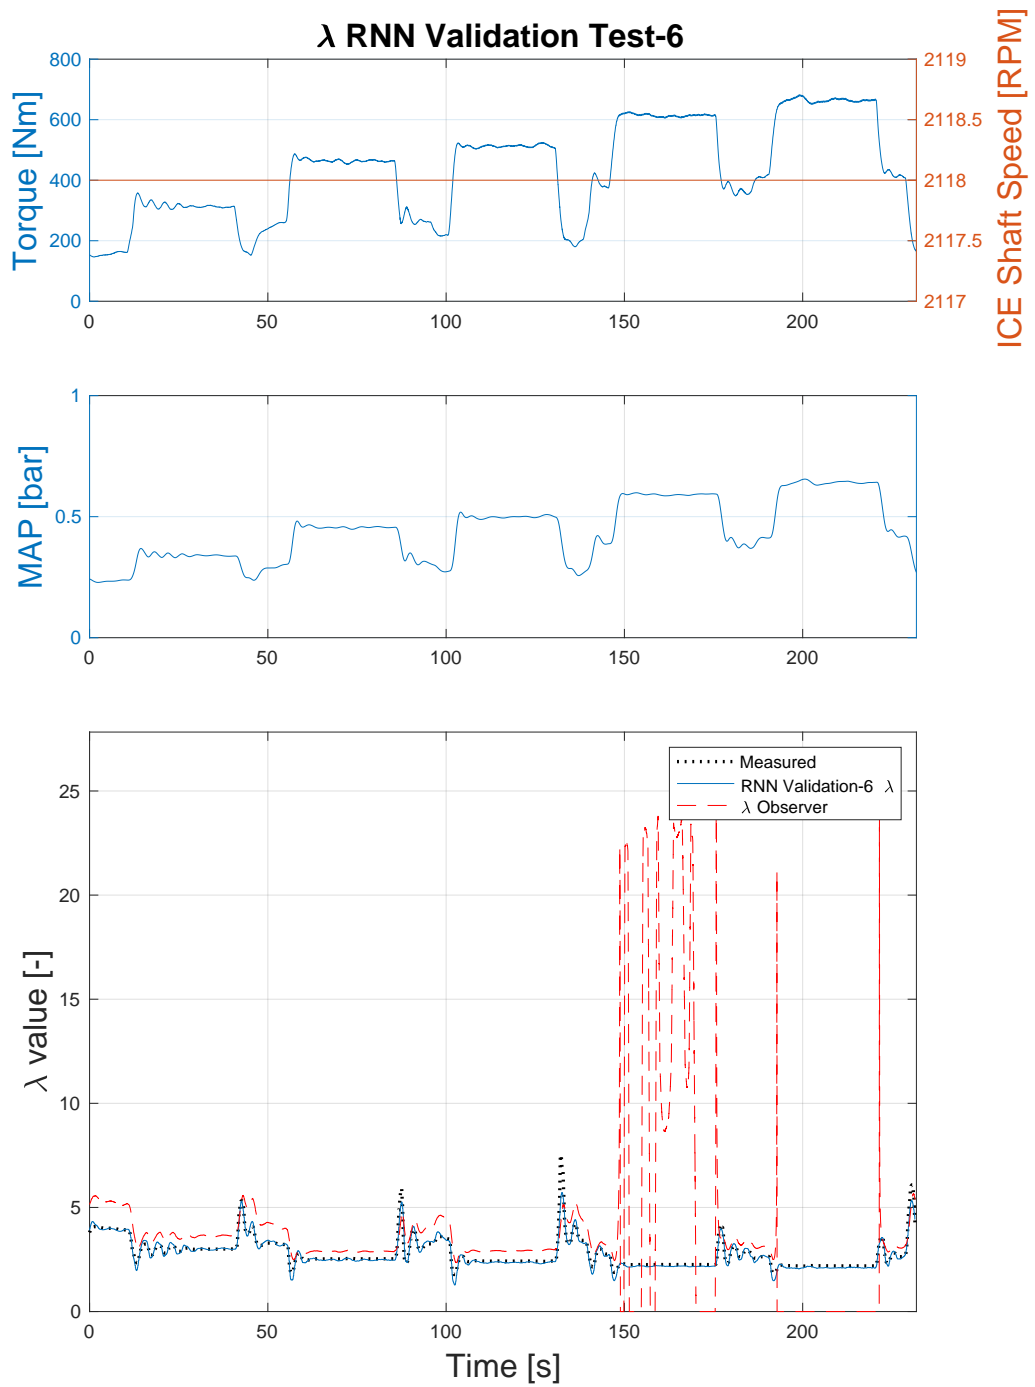 λ RNN Validation Test-6
Torque [Nm]
800
600
400
200
0
ICE Shaft Speed [RPM]
2119
2118.5
2118
2117.5
2117
0 50 100 150 200
MAP [bar]
1
0.5
0
0 50 100 150 200
λ value [-]
25
20
15
10
5
0
Measured
RNN Validation-6 λ
λ Observer
0 50 100 150 200
Time [s]